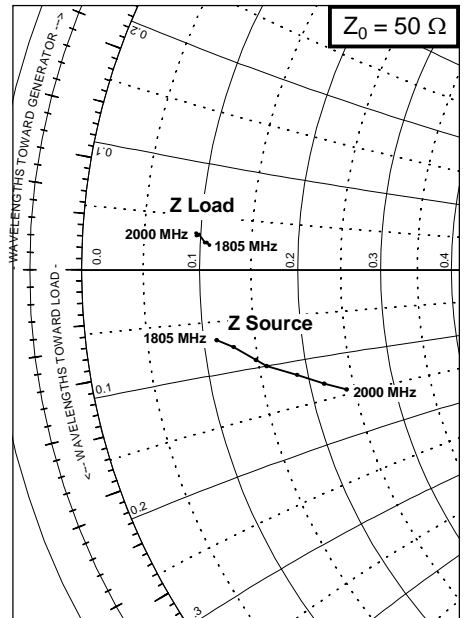 Z0 = 50 Ω
0.2
- WAVELENGTHS TOWARD GENERATOR --->
0.1
Z Load
2000 MHz
1805 MHz
0.0
0.1
0.2
0.3
0.4
Z Source
1805 MHz
2000 MHz
0.1
<--- WAVELENGTHS TOWARD LOAD -
0.2
.3